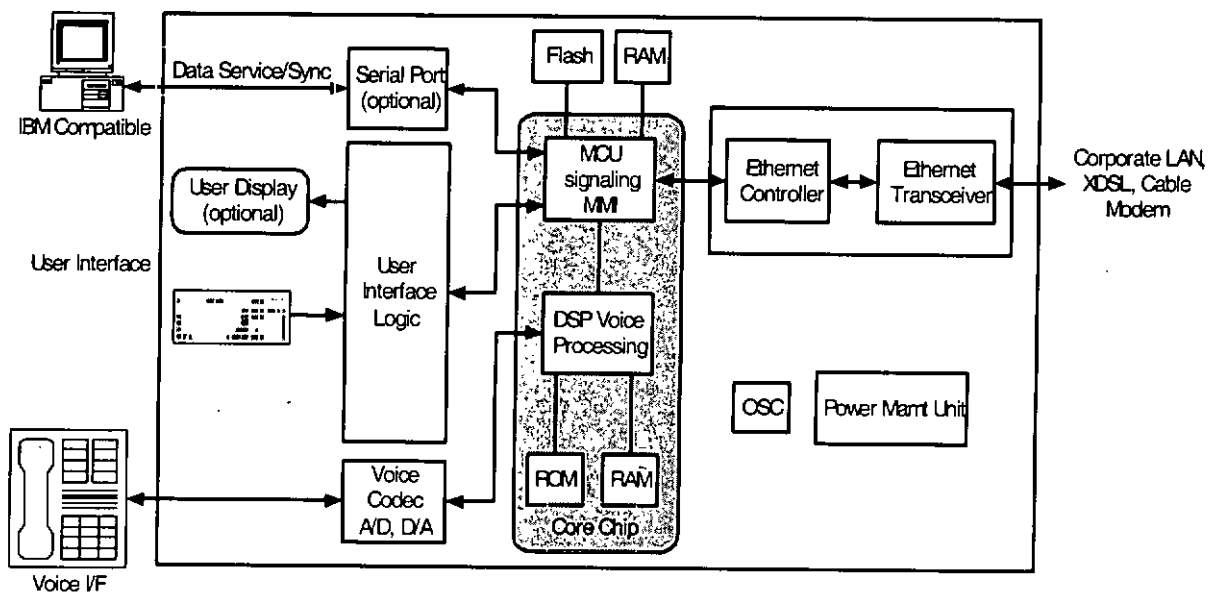 Flash
RAM
Data Service/Sync
Serial Port
(optional)
IBM Compatible
MCU
signaling
MMI
Ethernet
Controller
Ethernet
Transceiver
Corporate LAN,
XDSL, Cable
Modem
User Display
(optional)
User Interface
User
Interface
Logic
DSP Voice
Processing
OSC
Power Mamt Unit
ROM
RAM
Core Chip
Voice
Codec
A/D, D/A
Voice I/F